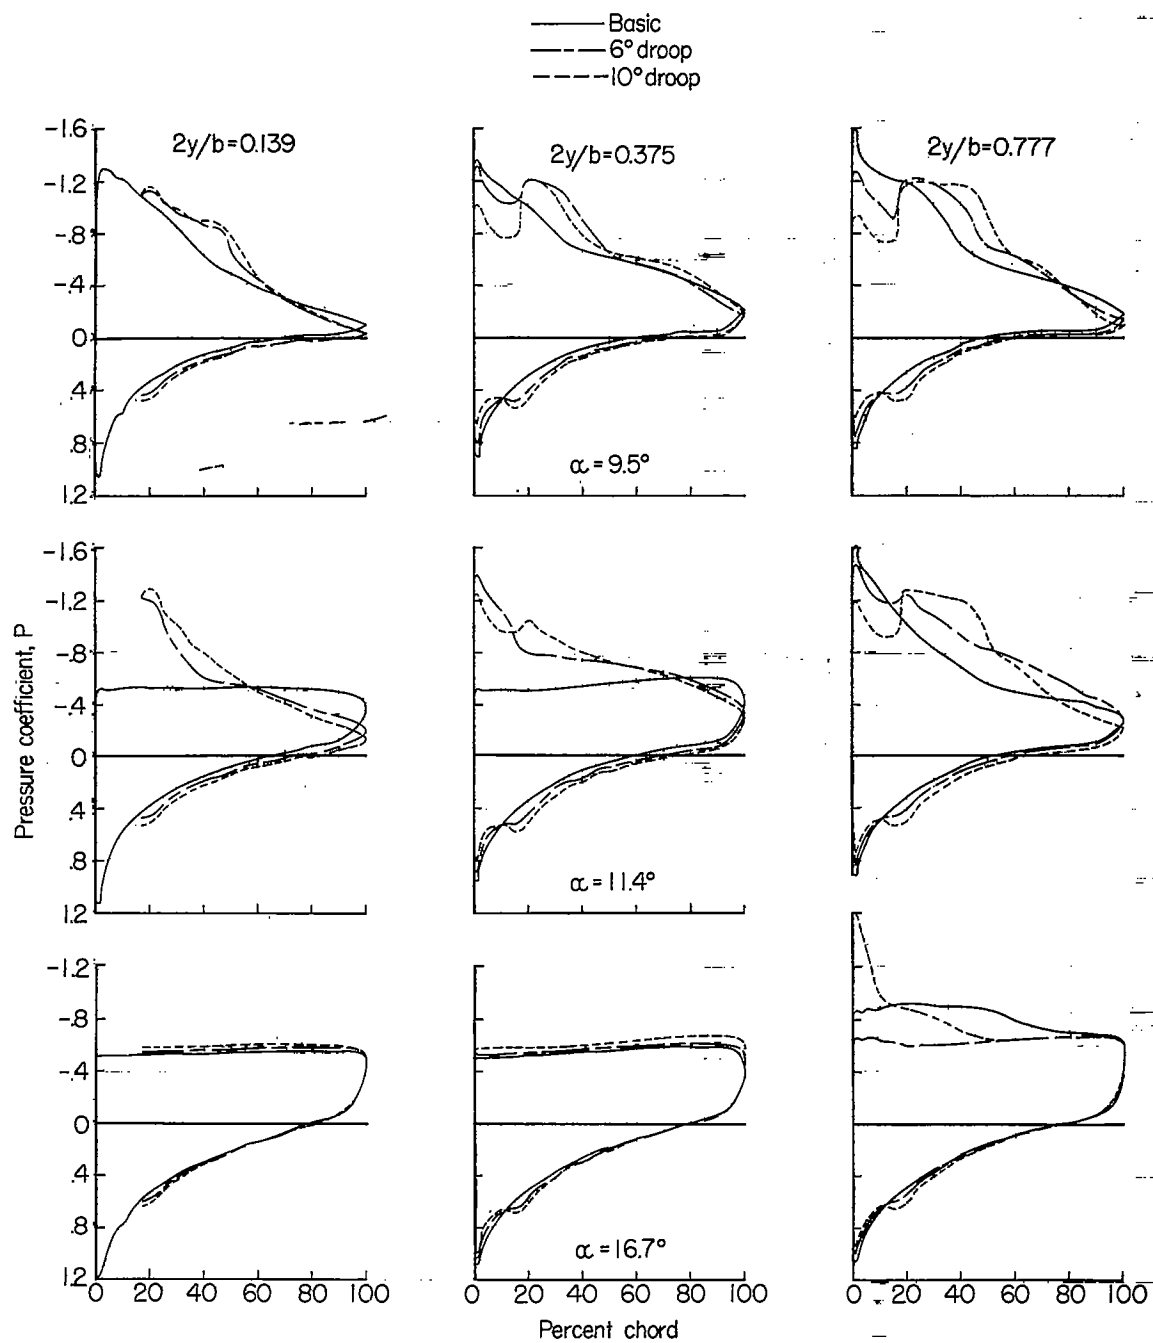 Basic
6° droop
10° droop
2y/b=0.139
2y/b=0.375
2y/b=0.777
-1.6
-1.2
-.8
-.4
0
.4
.8
1.2
α = 9.5°
0 20 40 60 80 100
0 20 40 60 80 100
0 20 40 60 80 100
-1.6
-1.2
-.8
-.4
0
.4
.8
1.2
α = 11.4°
-1.2
-.8
-.4
0
.4
.8
1.2
α = 16.7°
Pressure coefficient, P
Percent chord